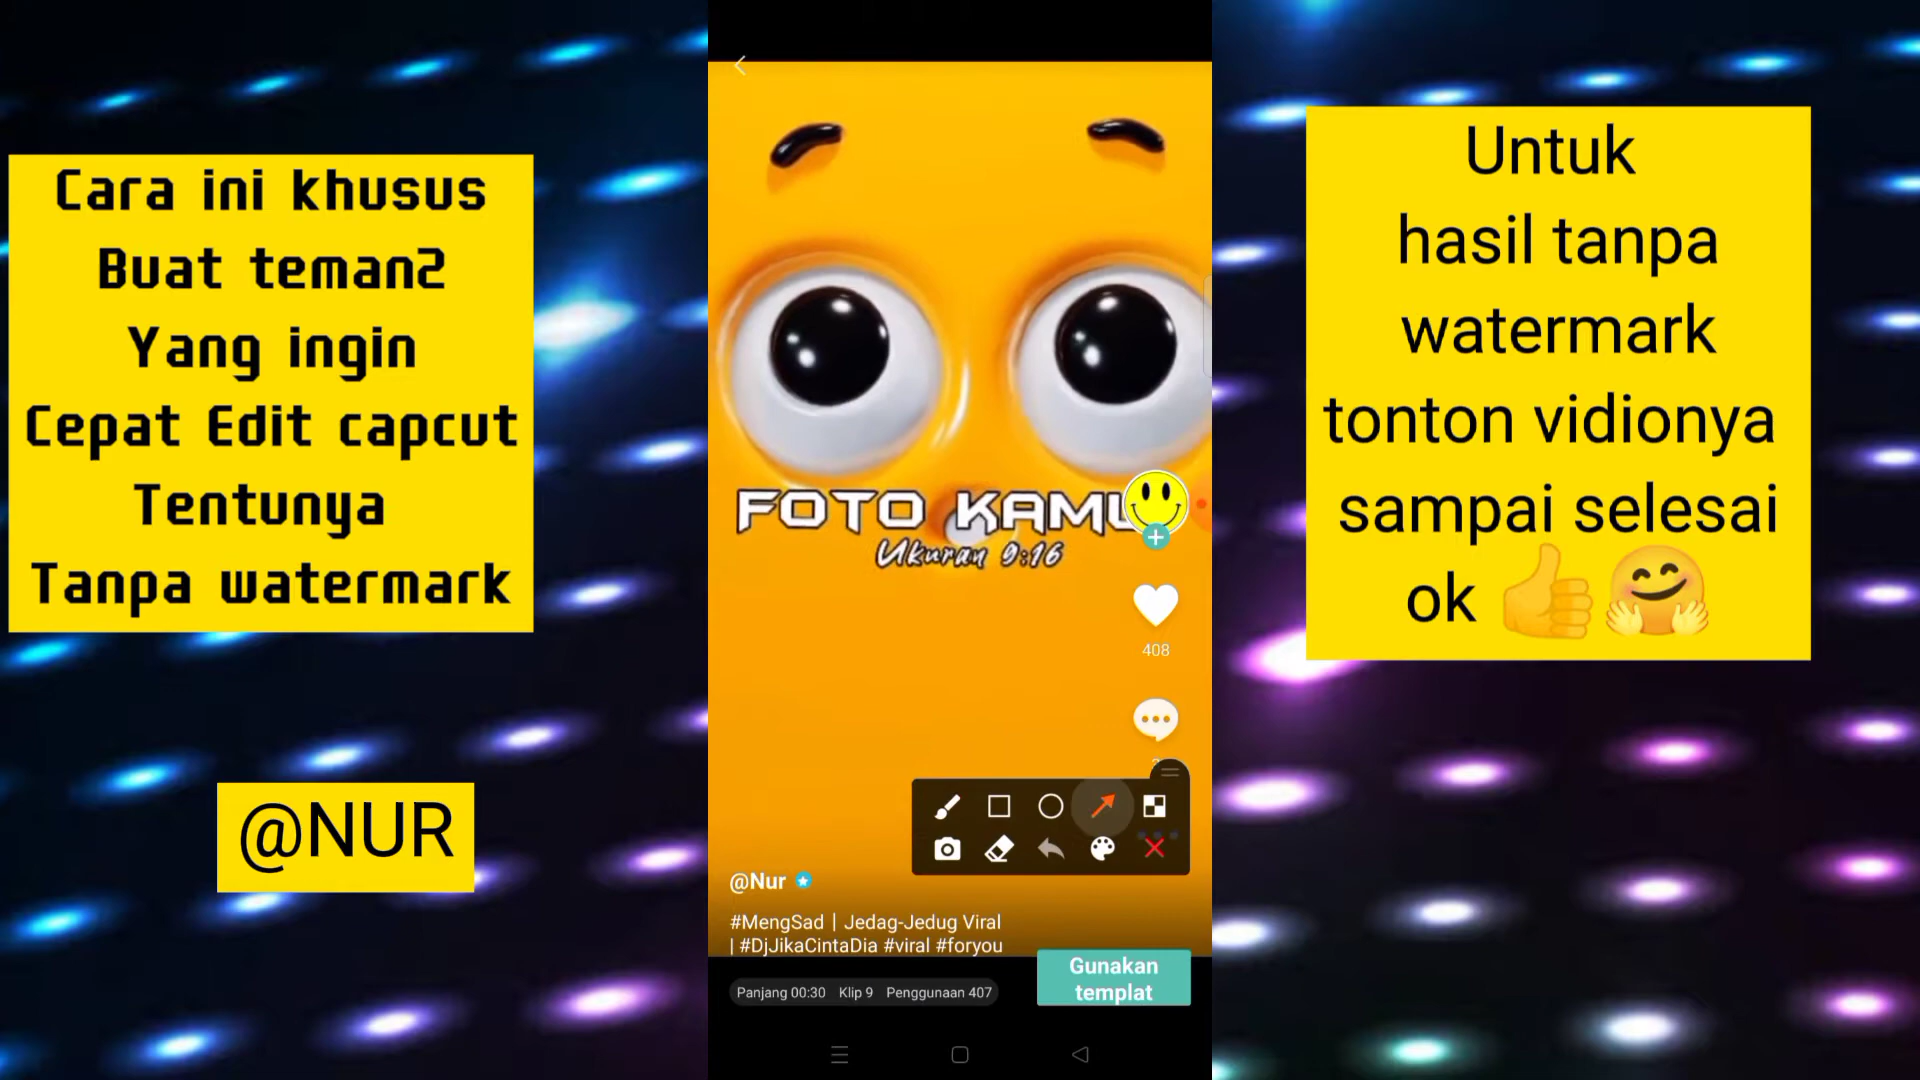 Cara ini khusus
Buat teman2
Yang ingin
Cepat Edit capcut
Tentunya
Tanpa watermark
@NUR
FOTO KAMU
Ukuran 9:16
408
@Nur
#MengSad | Jedag-Jedug Viral
| #DjJikaCintaDia #viral #foryou
Panjang 00:30 Klip 9 Penggunaan 407
Gunakan
templat
Untuk
hasil tanpa
watermark
tonton vidionya
sampai selesai
ok 👍🤗